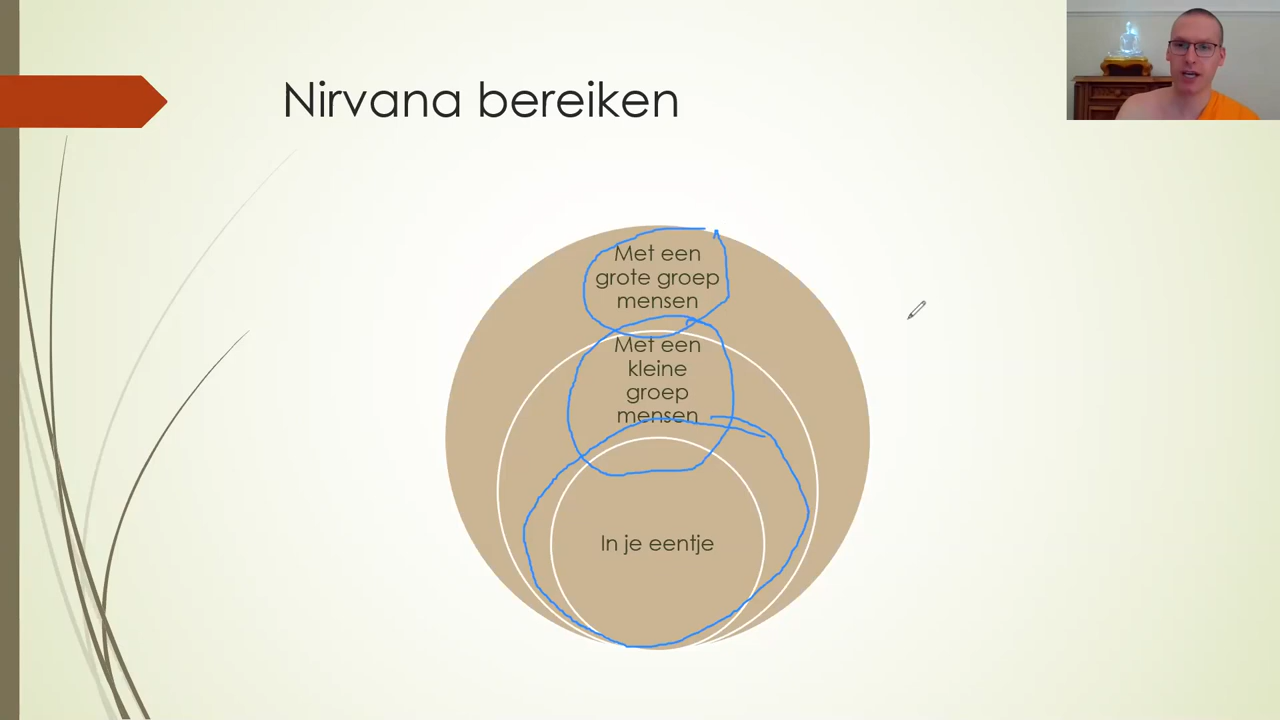 Nirvana bereiken
Met een
grote groep
mensen
Met een
kleine
groep
mensen
In je eentje